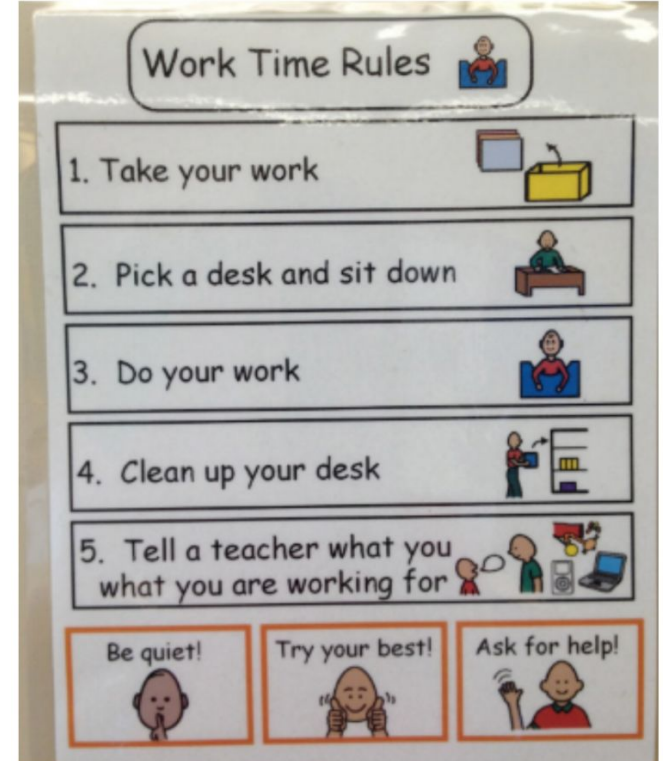 Work Time Rules
1. Take your work
2. Pick a desk and sit down
3. Do your work
4. Clean up your desk
5. Tell a teacher what you
what you are working for
Be quiet!
Try your best!
Ask for help!